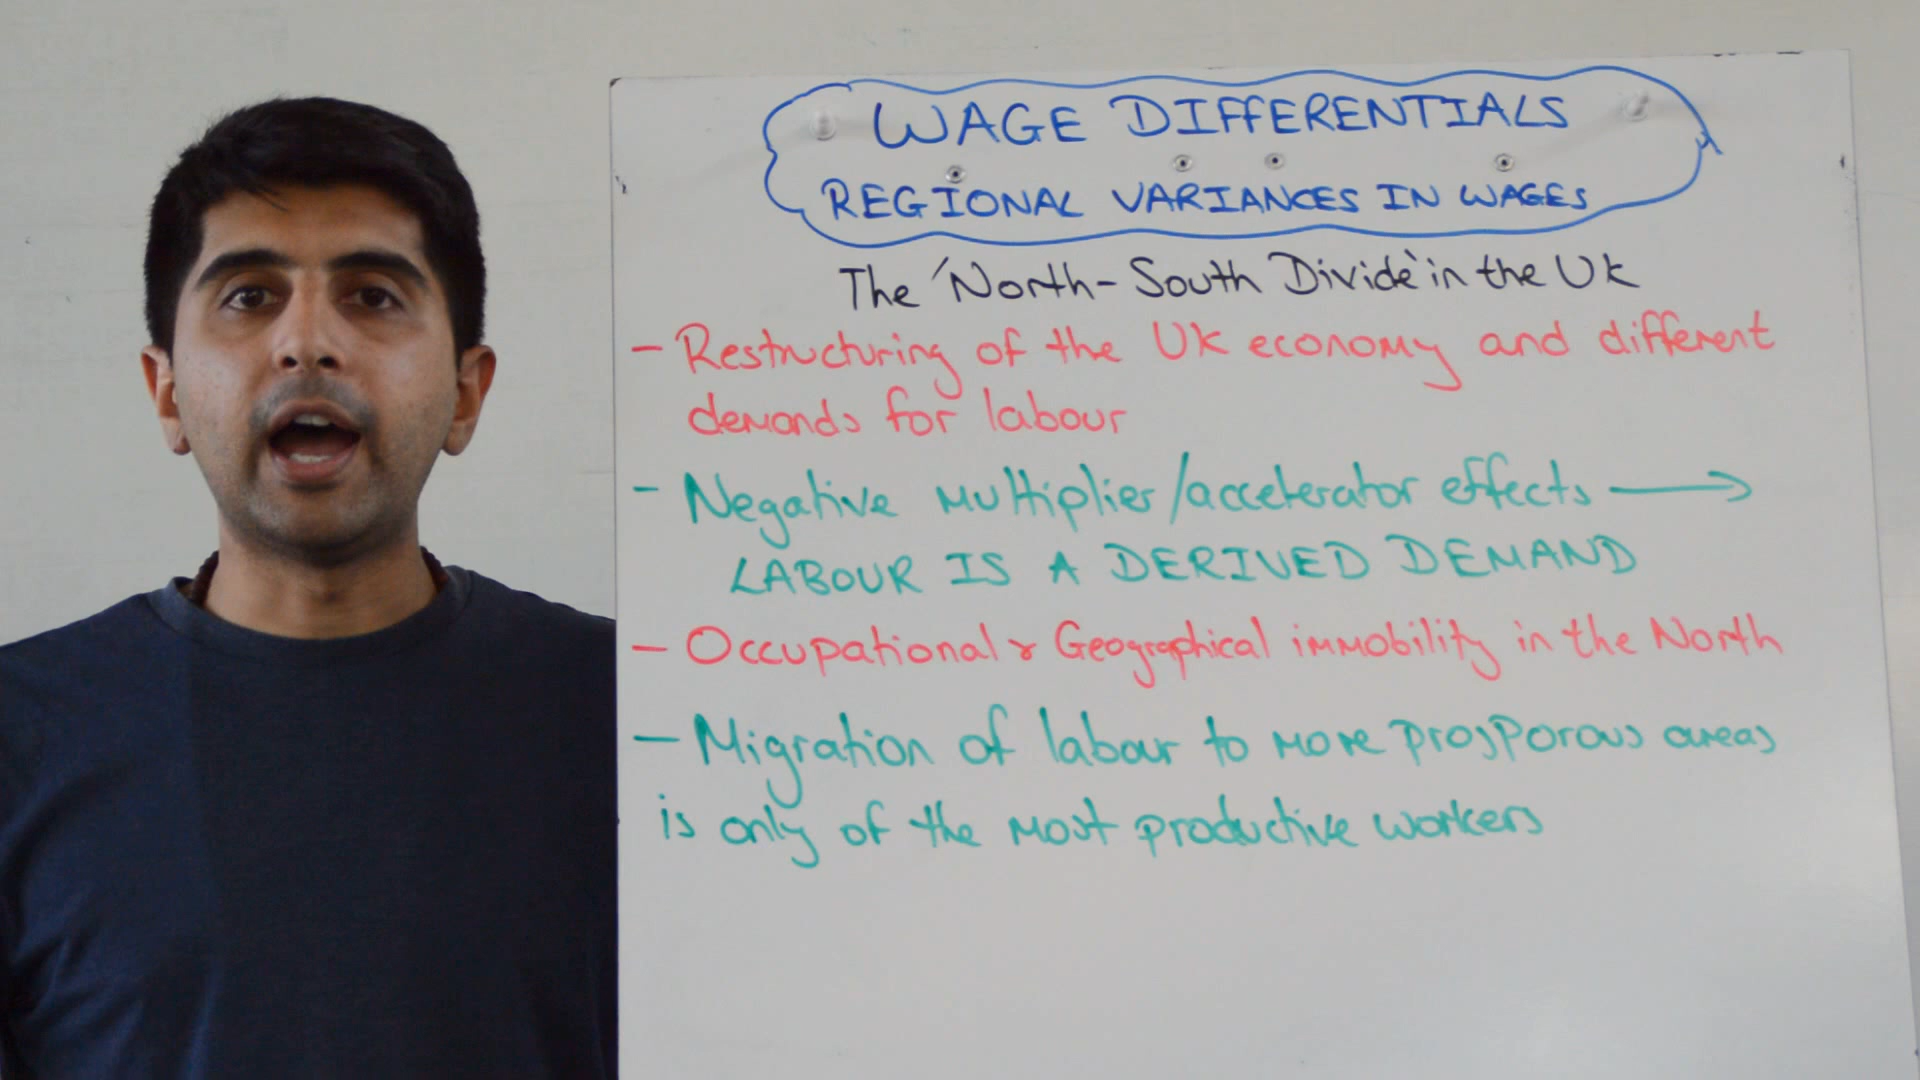 WAGE DIFFERENTIALS
REGIONAL VARIANCES IN WAGES
The 'North-South Divide' in the UK
- Restructuring of the UK economy and different
demands for labour
- Negative multiplier/accelerator effects →
LABOUR IS A DERIVED DEMAND
- Occupational & Geographical immobility in the North
- Migration of labour to more prosporous areas
is only of the most productive workers